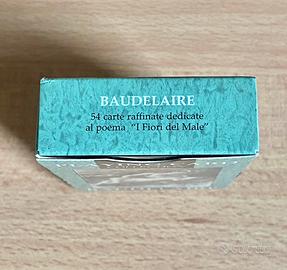 BAUDELAIRE
54 carte raffinate dedicate
al poema "I Fiori del Male"